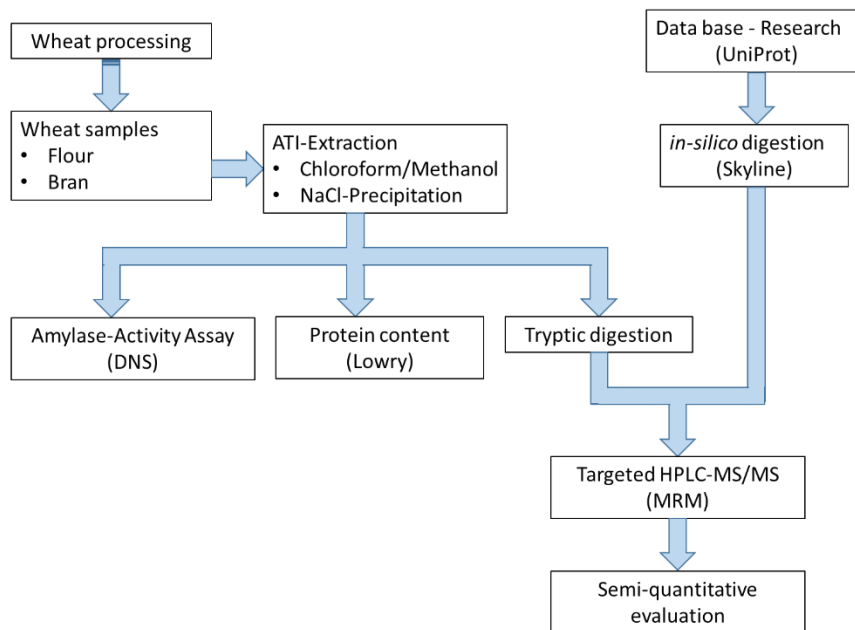 Wheat processing
Data base - Research
(UniProt)
Wheat samples
• Flour
• Bran
ATI-Extraction
• Chloroform/Methanol
• NaCl-Precipitation
in-silico digestion
(Skyline)
Amylase-Activity Assay
(DNS)
Protein content
(Lowry)
Tryptic digestion
Targeted HPLC-MS/MS
(MRM)
Semi-quantitative
evaluation